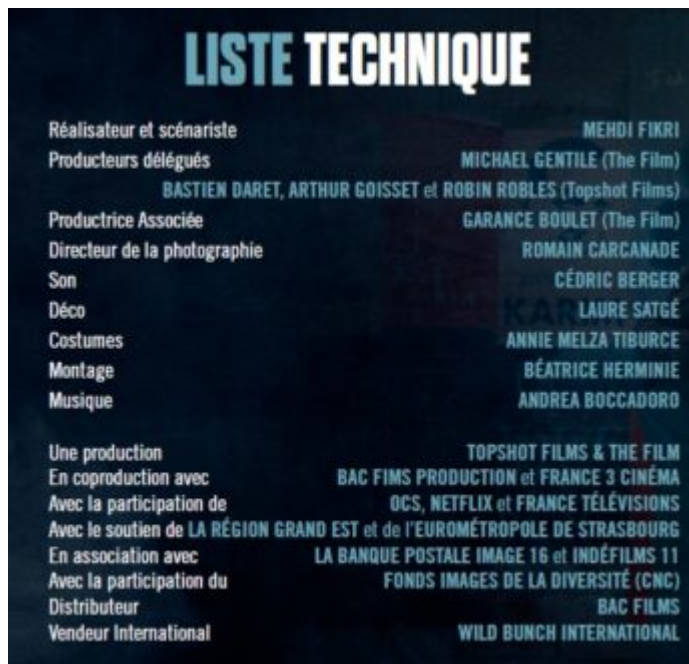 LISTE TECHNIQUE
Réalisateur et scénariste MEHDI FIKRI
Producteurs délégués MICHAEL GENTILE (The Film)
BASTIEN DARET, ARTHUR GOISSET et ROBIN ROBLES (Topshot Films)
Productrice Associée GARANCE BOULET (The Film)
Directeur de la photographie ROMAIN CARCANADE
Son CÉDRIC BERGER
Déco LAURE SATGÉ
Costumes ANNIE MELZA TIBURCE
Montage BÉATRICE HERMINIE
Musique ANDREA BOCCADORO
Une production TOPSHOT FILMS & THE FILM
En coproduction avec BAC FIMS PRODUCTION et FRANCE 3 CINÉMA
Avec la participation de OCS, NETFLIX et FRANCE TÉLÉVISIONS
Avec le soutien de LA RÉGION GRAND EST et de l'EUROMÉTROPOLE DE STRASBOURG
En association avec LA BANQUE POSTALE IMAGE 16 et INDÉFILMS 11
Avec la participation du FONDS IMAGES DE LA DIVERSITÉ (CNC)
Distributeur BAC FILMS
Vendeur International WILD BUNCH INTERNATIONAL